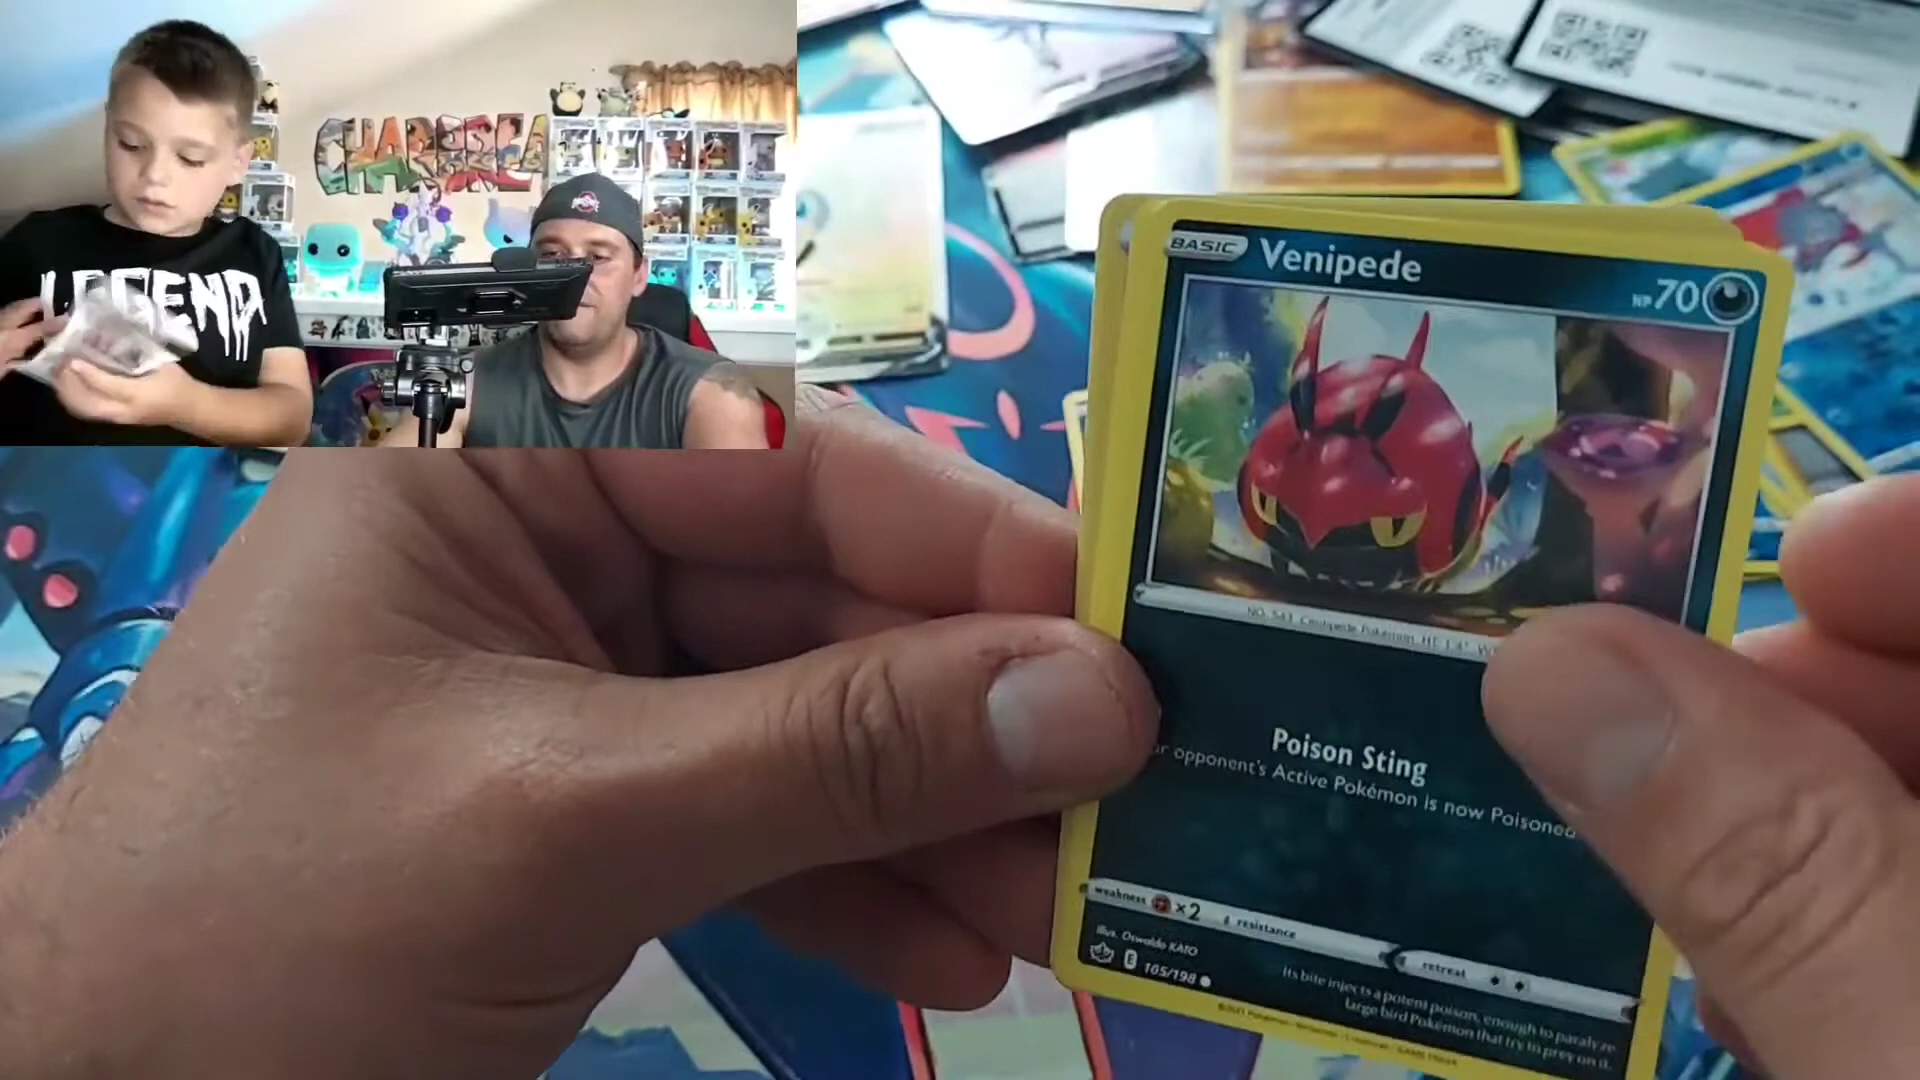 LEGEND
BASIC Venipede HP 70
NO. 543 Centipede Pokémon HT 1'4"
Poison Sting
opponent's Active Pokémon is now Poisoned
weakness ×2 resistance
retreat
Illus. Oswaldo KATO
E 105/198
Its bite injects a potent poison, enough to paralyze
large bird Pokémon that try to prey on it.